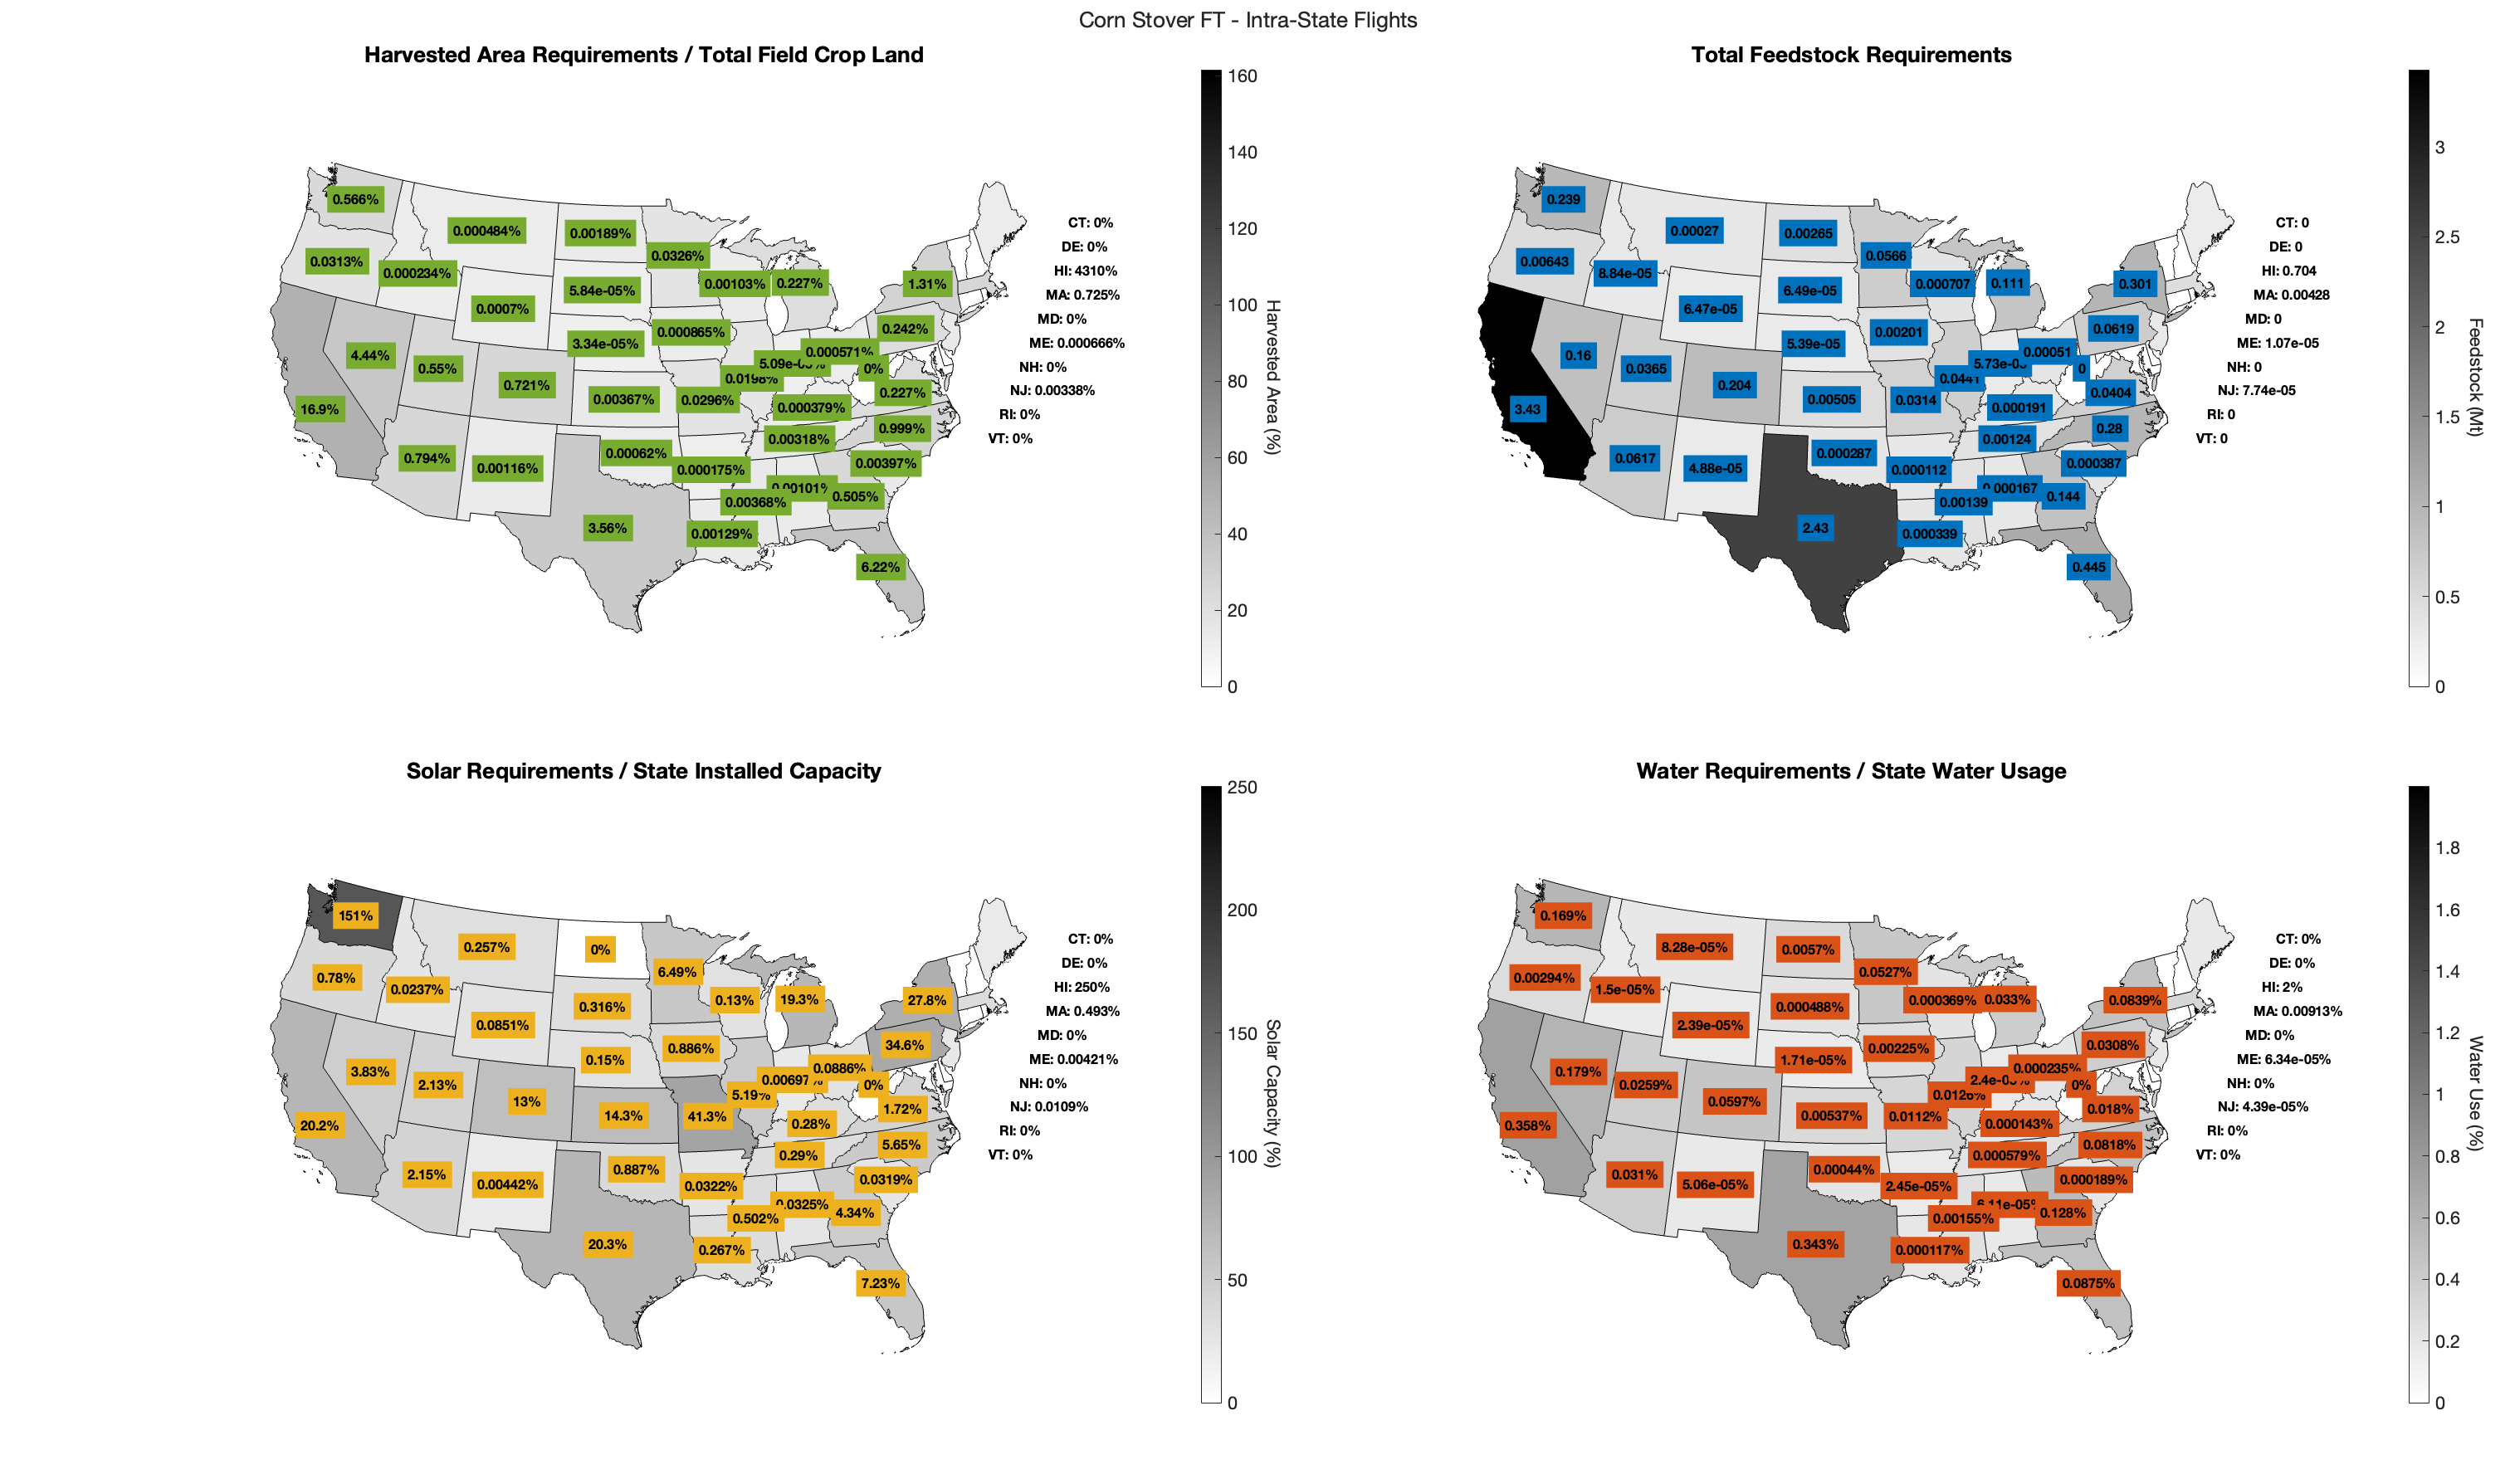 Corn Stover FT - Intra-State Flights
Harvested Area Requirements / Total Field Crop Land
0.566%
0.000484%
0.00189%
0.0326%
0.0313%
0.000234%
5.84e-05%
0.00103%
0.227%
1.31%
0.0007%
0.000865%
0.242%
3.34e-05%
4.44%
0.55%
0.000571%
0%
0.721%
0.0198%
0.227%
0.00367%
0.0296%
0.000379%
16.9%
0.999%
0.00318%
0.794%
0.00116%
0.00062%
0.000175%
0.00397%
0.00101%
0.505%
0.00368%
3.56%
0.00129%
6.22%
CT: 0%
DE: 0%
HI: 4310%
MA: 0.725%
MD: 0%
ME: 0.000666%
NH: 0%
NJ: 0.00338%
RI: 0%
VT: 0%
160
140
120
100
80
60
40
20
0
Harvested Area (%)
Total Feedstock Requirements
0.239
0.00027
0.00265
0.0566
0.00643
8.84e-05
6.49e-05
0.000707
0.111
0.301
6.47e-05
0.00201
0.0619
5.39e-05
0.16
0.0365
0.00051
0
0.204
0.0441
0.0404
0.00505
0.0314
0.000191
3.43
0.28
0.00124
0.0617
4.88e-05
0.000287
0.000112
0.000387
0.000167
0.144
0.00139
2.43
0.000339
0.445
CT: 0
DE: 0
HI: 0.704
MA: 0.00428
MD: 0
ME: 1.07e-05
NH: 0
NJ: 7.74e-05
RI: 0
VT: 0
3
2.5
2
1.5
1
0.5
0
Feedstock (Mt)
Solar Requirements / State Installed Capacity
151%
0.257%
0%
6.49%
0.78%
0.0237%
0.316%
0.13%
19.3%
27.8%
0.0851%
0.886%
34.6%
0.15%
3.83%
2.13%
0.0886%
0.00697%
0%
13%
5.19%
1.72%
14.3%
41.3%
0.28%
20.2%
5.65%
0.29%
2.15%
0.00442%
0.887%
0.0322%
0.0319%
0.0325%
4.34%
0.502%
20.3%
0.267%
7.23%
CT: 0%
DE: 0%
HI: 250%
MA: 0.493%
MD: 0%
ME: 0.00421%
NH: 0%
NJ: 0.0109%
RI: 0%
VT: 0%
250
200
150
100
50
0
Solar Capacity (%)
Water Requirements / State Water Usage
0.169%
8.28e-05%
0.0057%
0.0527%
0.00294%
1.5e-05%
0.000488%
0.000369%
0.033%
0.0839%
2.39e-05%
0.00225%
0.0308%
1.71e-05%
0.179%
0.0259%
0.000235%
0%
0.0597%
0.018%
0.00537%
0.0112%
0.000143%
0.358%
0.0818%
0.000579%
0.031%
5.06e-05%
0.00044%
2.45e-05%
0.000189%
6.11e-05%
0.128%
0.00155%
0.343%
0.000117%
0.0875%
CT: 0%
DE: 0%
HI: 2%
MA: 0.00913%
MD: 0%
ME: 6.34e-05%
NH: 0%
NJ: 4.39e-05%
RI: 0%
VT: 0%
1.8
1.6
1.4
1.2
1
0.8
0.6
0.4
0.2
0
Water Use (%)